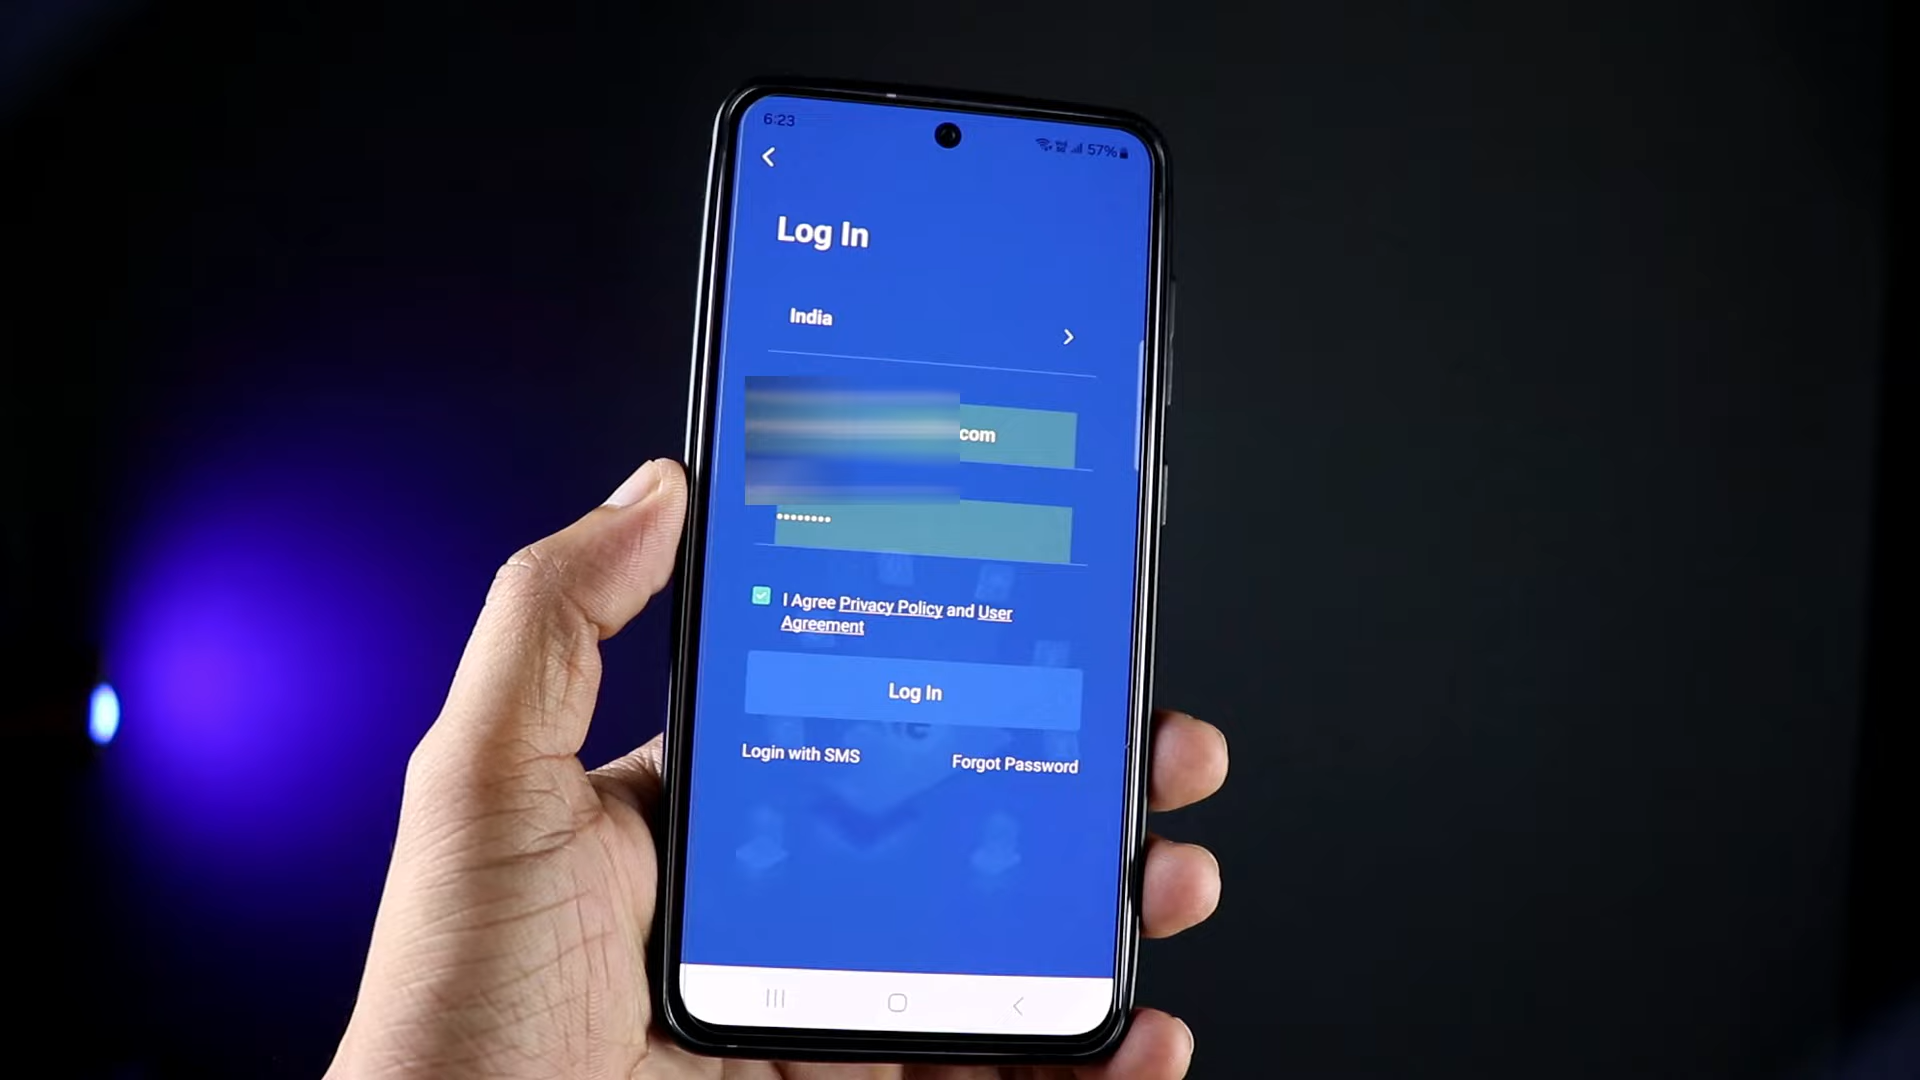 6:23
57%
Log In
India
com
••••••••
I Agree Privacy Policy and User
Agreement
Log In
Login with SMS
Forgot Password